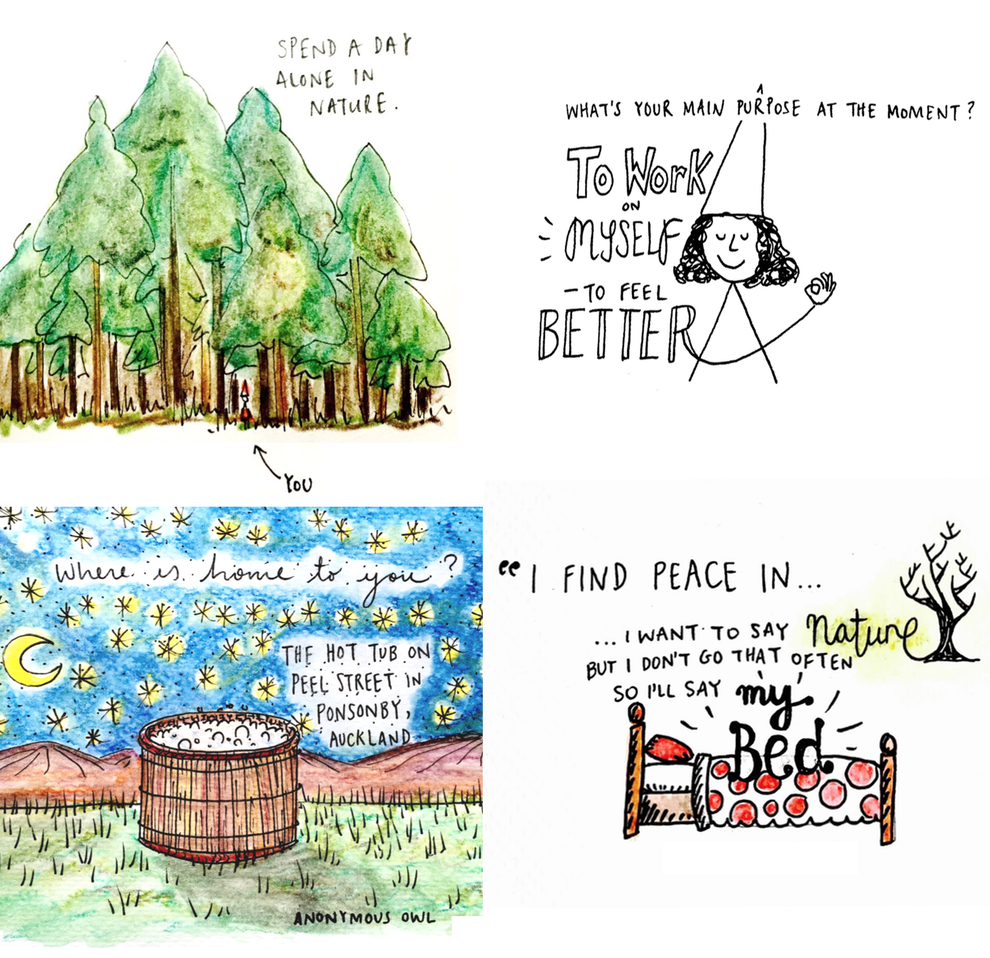 SPEND A DAY
ALONE IN
NATURE.
YOU
WHAT'S YOUR MAIN PURPOSE AT THE MOMENT?
To Work
ON
MYSELF
- TO FEEL
BETTER
Where is home to you?
THE HOT TUB ON
PEEL STREET IN
PONSONBY,
AUCKLAND
ANONYMOUS OWL
“I FIND PEACE IN...
...I WANT TO SAY nature
BUT I DON'T GO THAT OFTEN
SO I'LL SAY my
Bed